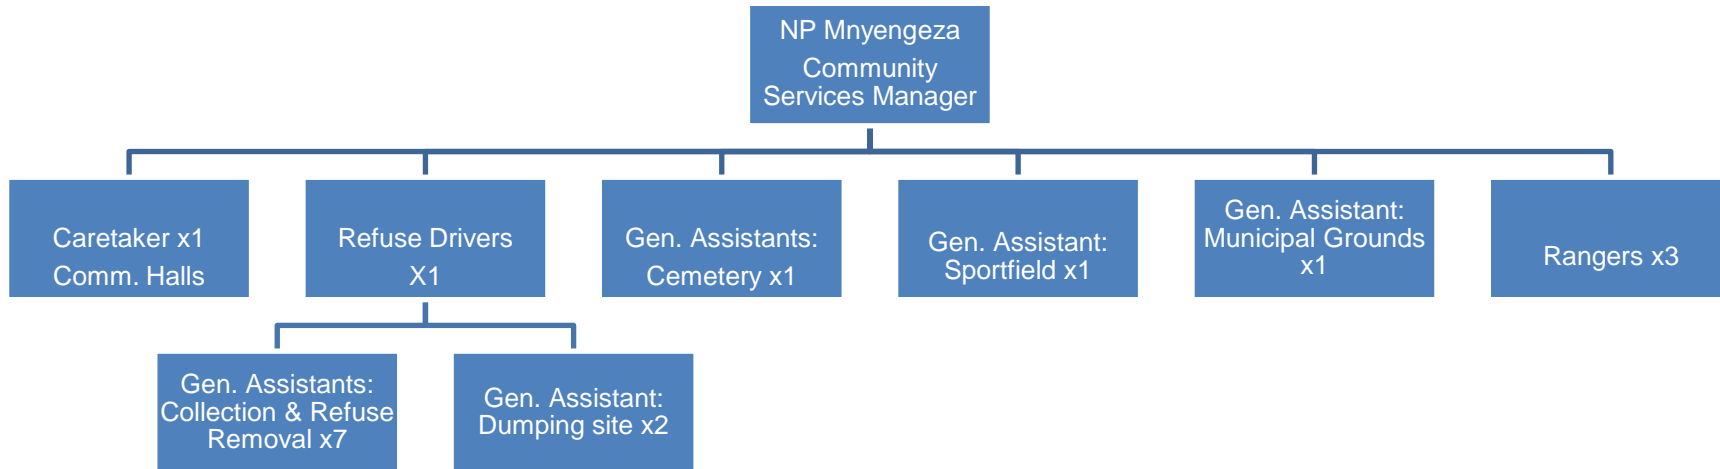 NP Mnyengeza
Community
Services Manager
Caretaker x1
Comm. Halls
Refuse Drivers
X1
Gen. Assistants:
Cemetery x1
Gen. Assistant:
Sportfield x1
Gen. Assistant:
Municipal Grounds
x1
Rangers x3
Gen. Assistants:
Collection & Refuse
Removal x7
Gen. Assistant:
Dumping site x2